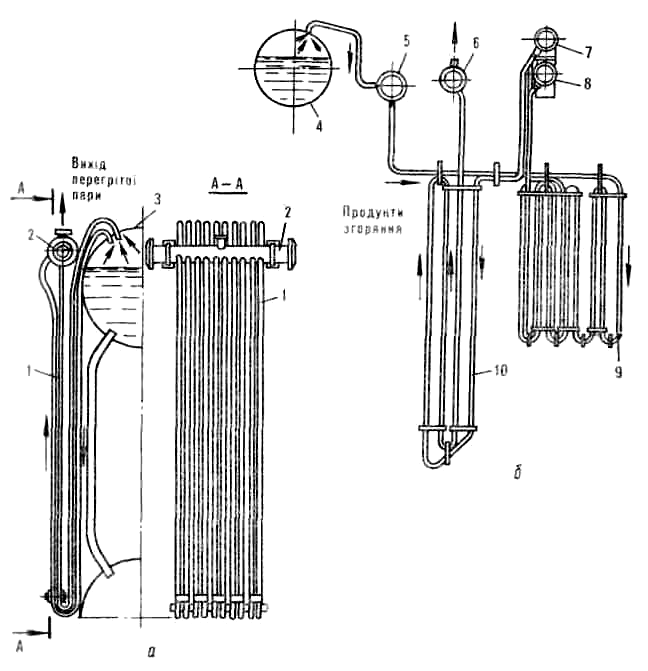 5
6
7
8
4
Вихід
перегрітої
пари
А
А–А
3
2
2
Продукти
згоряння
1
1
10
9
б
А
а